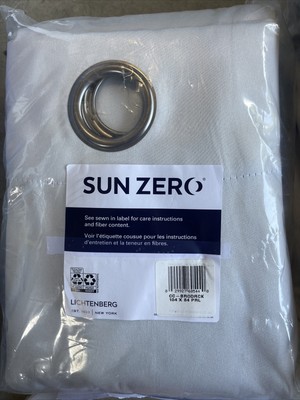 SUN ZERO®
See sewn in label for care instructions
and fiber content.
Voir l'étiquette cousue pour les instructions
d'entretien et la teneur en fibres.
LICHTENBERG
NEW YORK
104 X 84 PNL